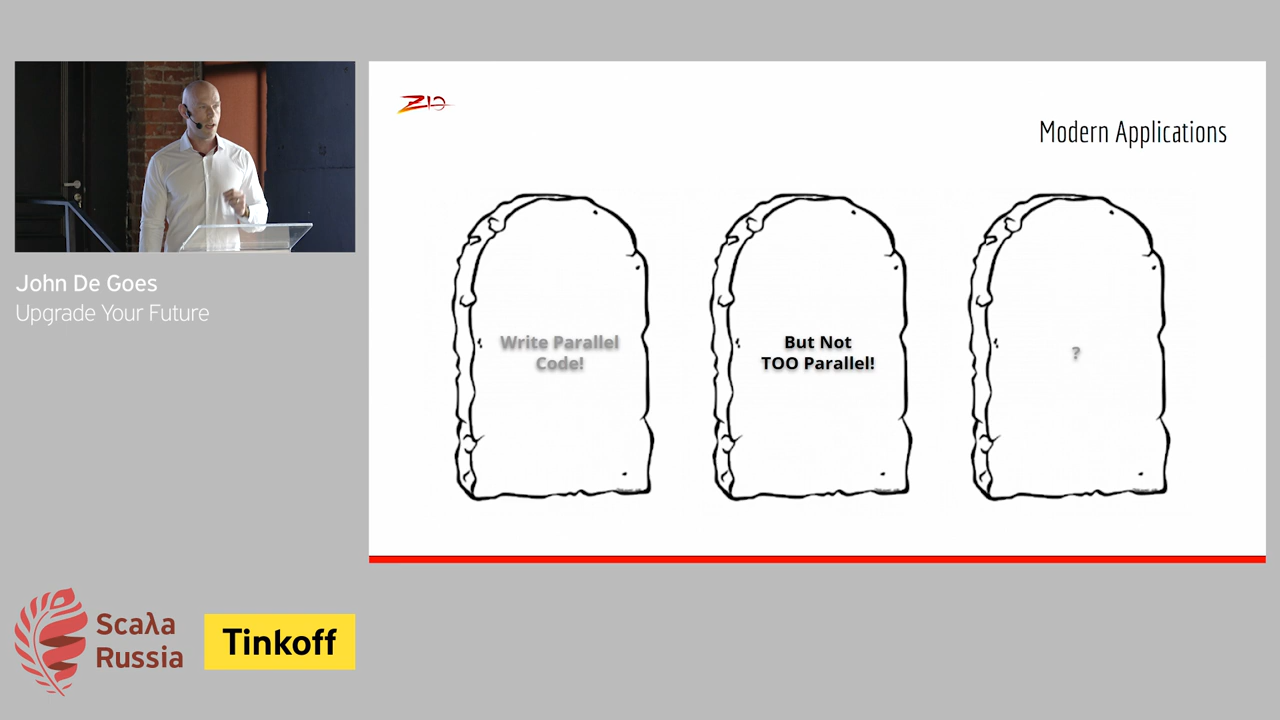 John De Goes
Upgrade Your Future
Scaλa
Russia
Tinkoff
ZIO
Modern Applications
Write Parallel
Code!
But Not
TOO Parallel!
?